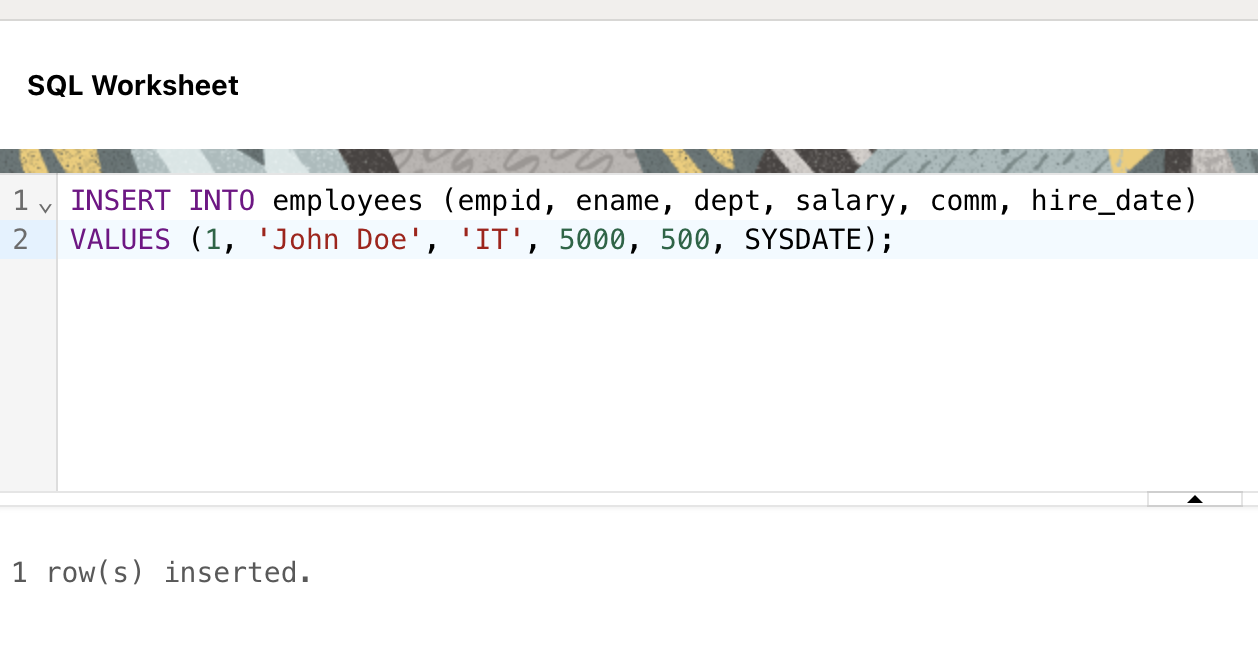 SQL Worksheet
1 INSERT INTO employees (empid, ename, dept, salary, comm, hire_date)
2 VALUES (1, 'John Doe', 'IT', 5000, 500, SYSDATE);
1 row(s) inserted.